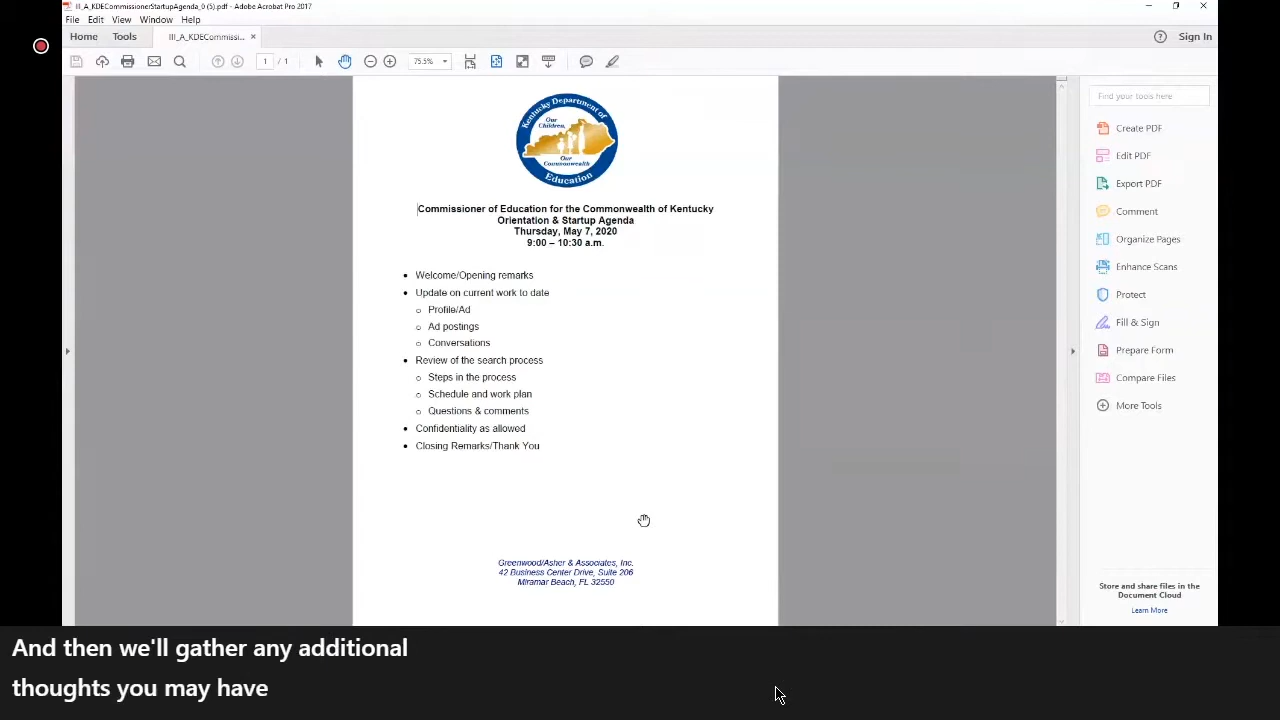 III_A_KDECommissionerStartupAgenda_0 (5).pdf - Adobe Acrobat Pro 2017
File Edit View Window Help
Home Tools III_A_KDECommissi... Sign In
1 / 1 75.5%
Find your tools here
Create PDF
Edit PDF
Export PDF
Comment
Organize Pages
Enhance Scans
Protect
Fill & Sign
Prepare Form
Compare Files
More Tools
Store and share files in the
Document Cloud
Learn More
Kentucky Department of
Education
Our
Children,
Our
Commonwealth
Commissioner of Education for the Commonwealth of Kentucky
Orientation & Startup Agenda
Thursday, May 7, 2020
9:00 – 10:30 a.m.
• Welcome/Opening remarks
• Update on current work to date
o Profile/Ad
o Ad postings
o Conversations
• Review of the search process
o Steps in the process
o Schedule and work plan
o Questions & comments
• Confidentiality as allowed
• Closing Remarks/Thank You
Greenwood/Asher & Associates, Inc.
42 Business Center Drive, Suite 206
Miramar Beach, FL 32550
And then we'll gather any additional
thoughts you may have